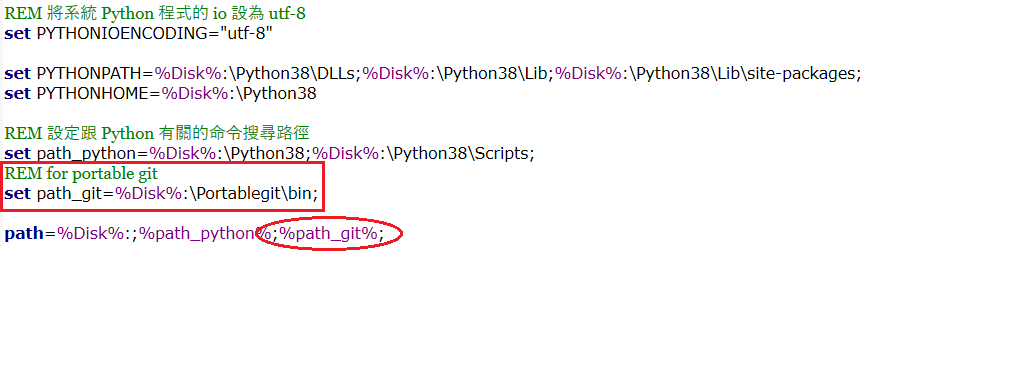 REM 將系統 Python 程式的 io 設為 utf-8
set PYTHONIOENCODING="utf-8"
set PYTHONPATH=%Disk%:\Python38\DLLs;%Disk%:\Python38\Lib;%Disk%:\Python38\Lib\site-packages;
set PYTHONHOME=%Disk%:\Python38
REM 設定跟 Python 有關的命令搜尋路徑
set path_python=%Disk%:\Python38;%Disk%:\Python38\Scripts;
REM for portable git
set path_git=%Disk%:\Portablegit\bin;
path=%Disk%:;%path_python%;%path_git%;